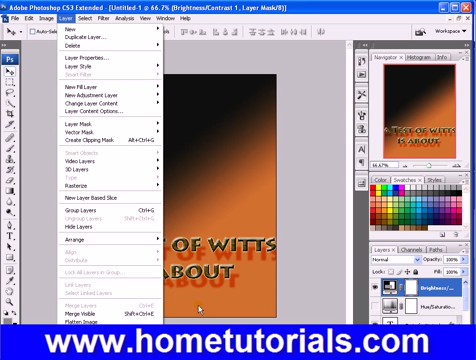 Adobe Photoshop CS3 Extended - [Untitled-1 @ 66.7% (Brightness/Contrast 1, Layer Mask/8)]
File Edit Image Layer Select Filter Analysis View Window Help
Auto-Select:
Workspace
New
Duplicate Layer...
Delete
Layer Properties...
Layer Style
Smart Filter
New Fill Layer
New Adjustment Layer
Change Layer Content
Layer Content Options...
Layer Mask
Vector Mask
Create Clipping Mask Alt+Ctrl+G
Smart Objects
Video Layers
3D Layers
Type
Rasterize
New Layer Based Slice
Group Layers Ctrl+G
Ungroup Layers Shift+Ctrl+G
Hide Layers
Arrange
Align
Distribute
Lock All Layers in Group...
Link Layers
Select Linked Layers
Merge Layers Ctrl+E
Merge Visible Shift+Ctrl+E
Flatten Image
Ps
T OF WITTS
ABOUT
Navigator Histogram Info
A TEST OF WITTS
IS ABOUT
66.67%
Color Swatches Styles
Layers Channels Paths
Normal Opacity: 100%
Lock: Fill: 100%
Brightness/...
Hue/Saturatio...
www.hometutorials.com